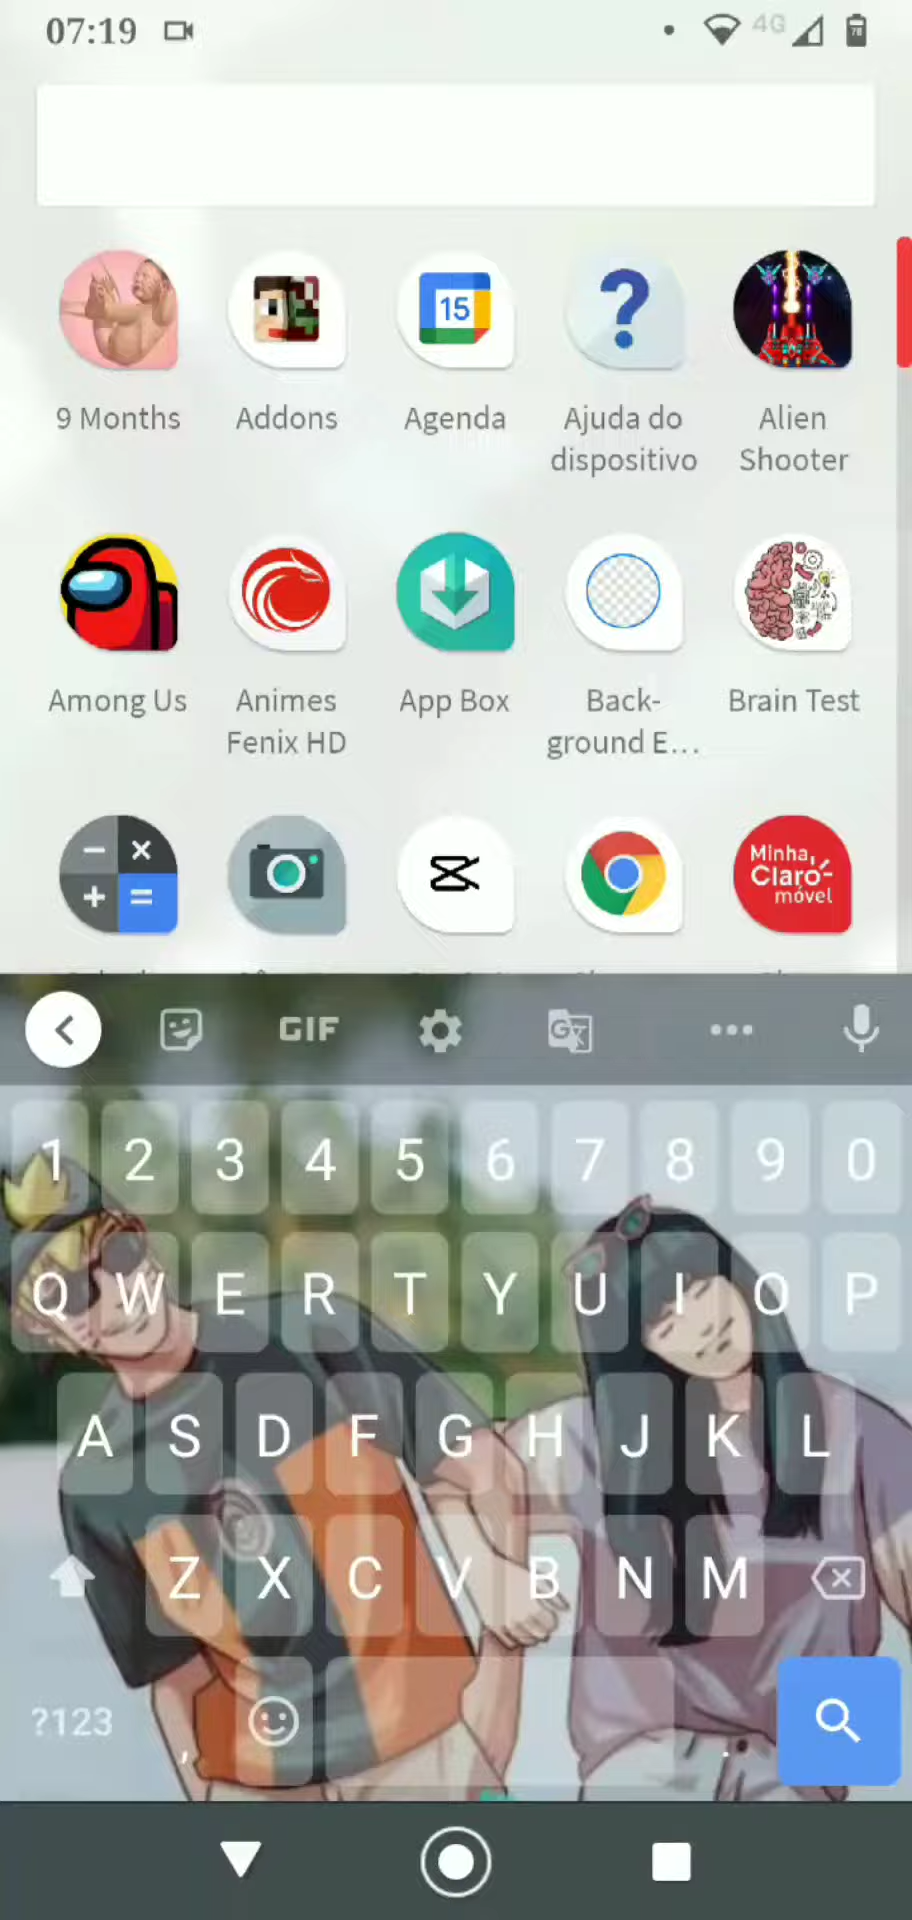 07:19
4G
78
9 Months
Addons
15
Agenda
Ajuda do
dispositivo
Alien
Shooter
Among Us
Animes
Fenix HD
App Box
Back-
ground E...
Brain Test
Minha
Claro-
móvel
GIF
1 2 3 4 5 6 7 8 9 0
Q W E R T Y U I O P
A S D F G H J K L
Z X C V B N M
?123 , .